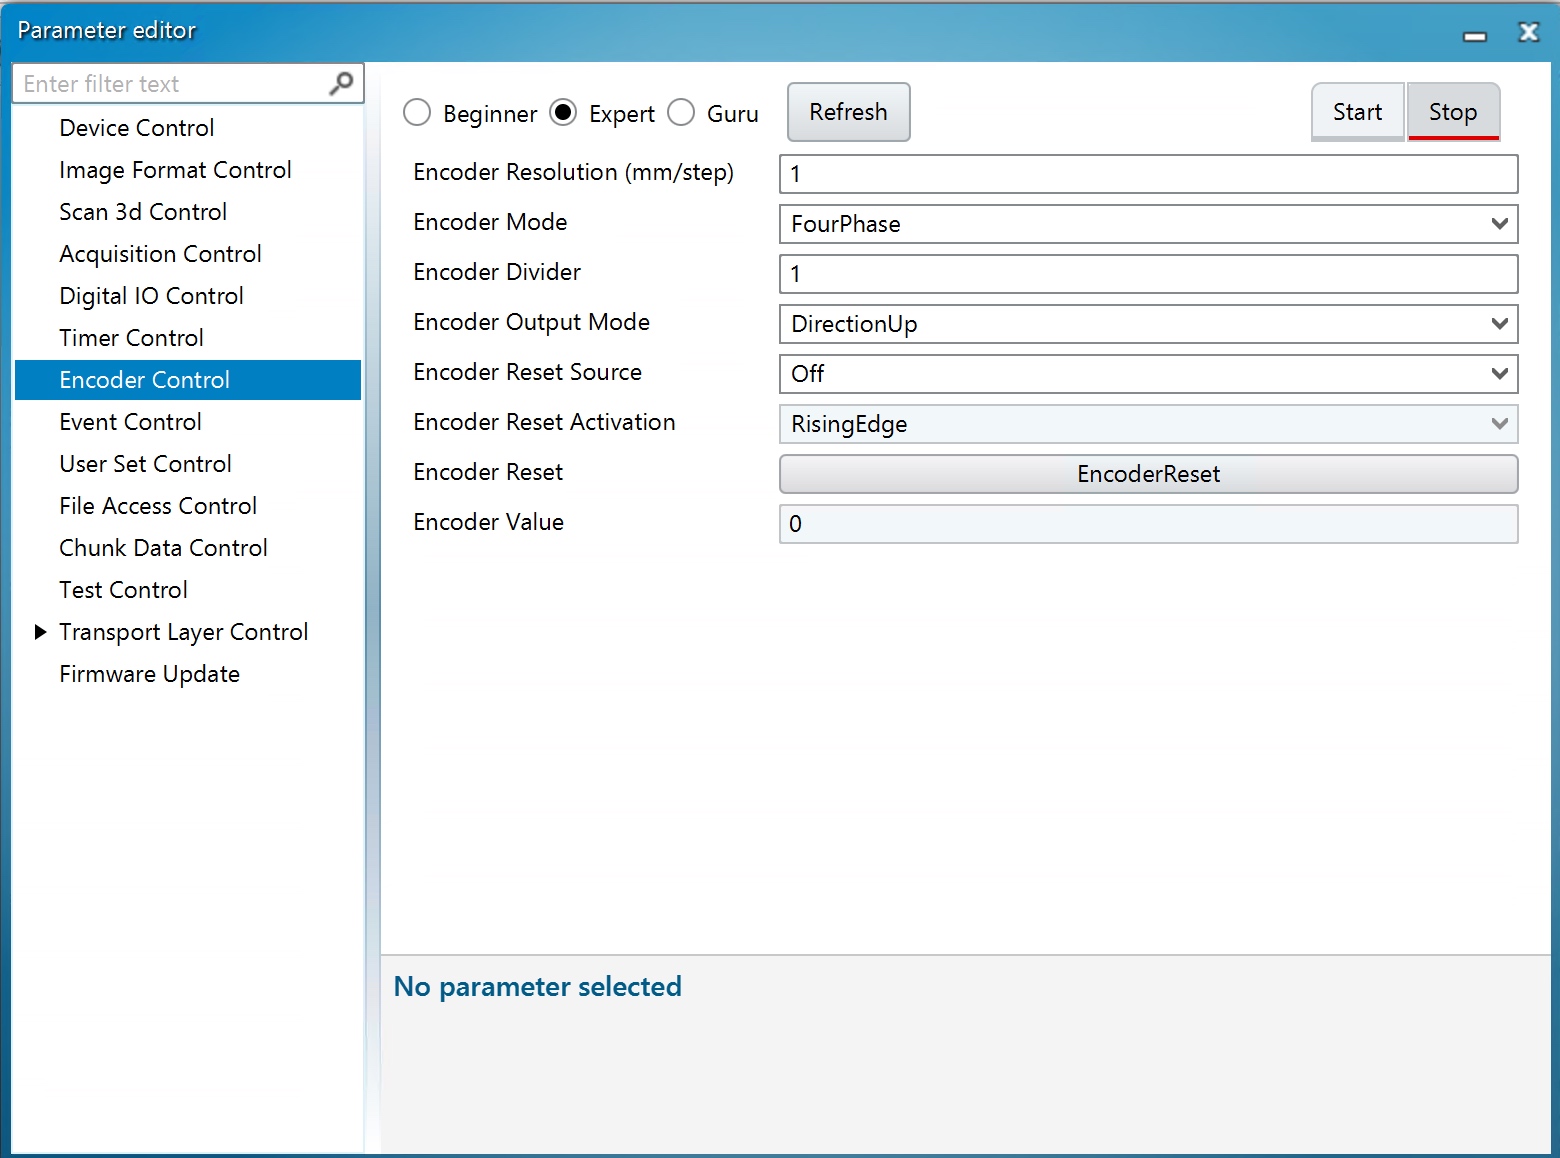 Parameter editor
Enter filter text
Device Control
Image Format Control
Scan 3d Control
Acquisition Control
Digital IO Control
Timer Control
Encoder Control
Event Control
User Set Control
File Access Control
Chunk Data Control
Test Control
Transport Layer Control
Firmware Update
Beginner Expert Guru Refresh Start Stop
Encoder Resolution (mm/step) 1
Encoder Mode FourPhase
Encoder Divider 1
Encoder Output Mode DirectionUp
Encoder Reset Source Off
Encoder Reset Activation RisingEdge
Encoder Reset EncoderReset
Encoder Value 0
No parameter selected